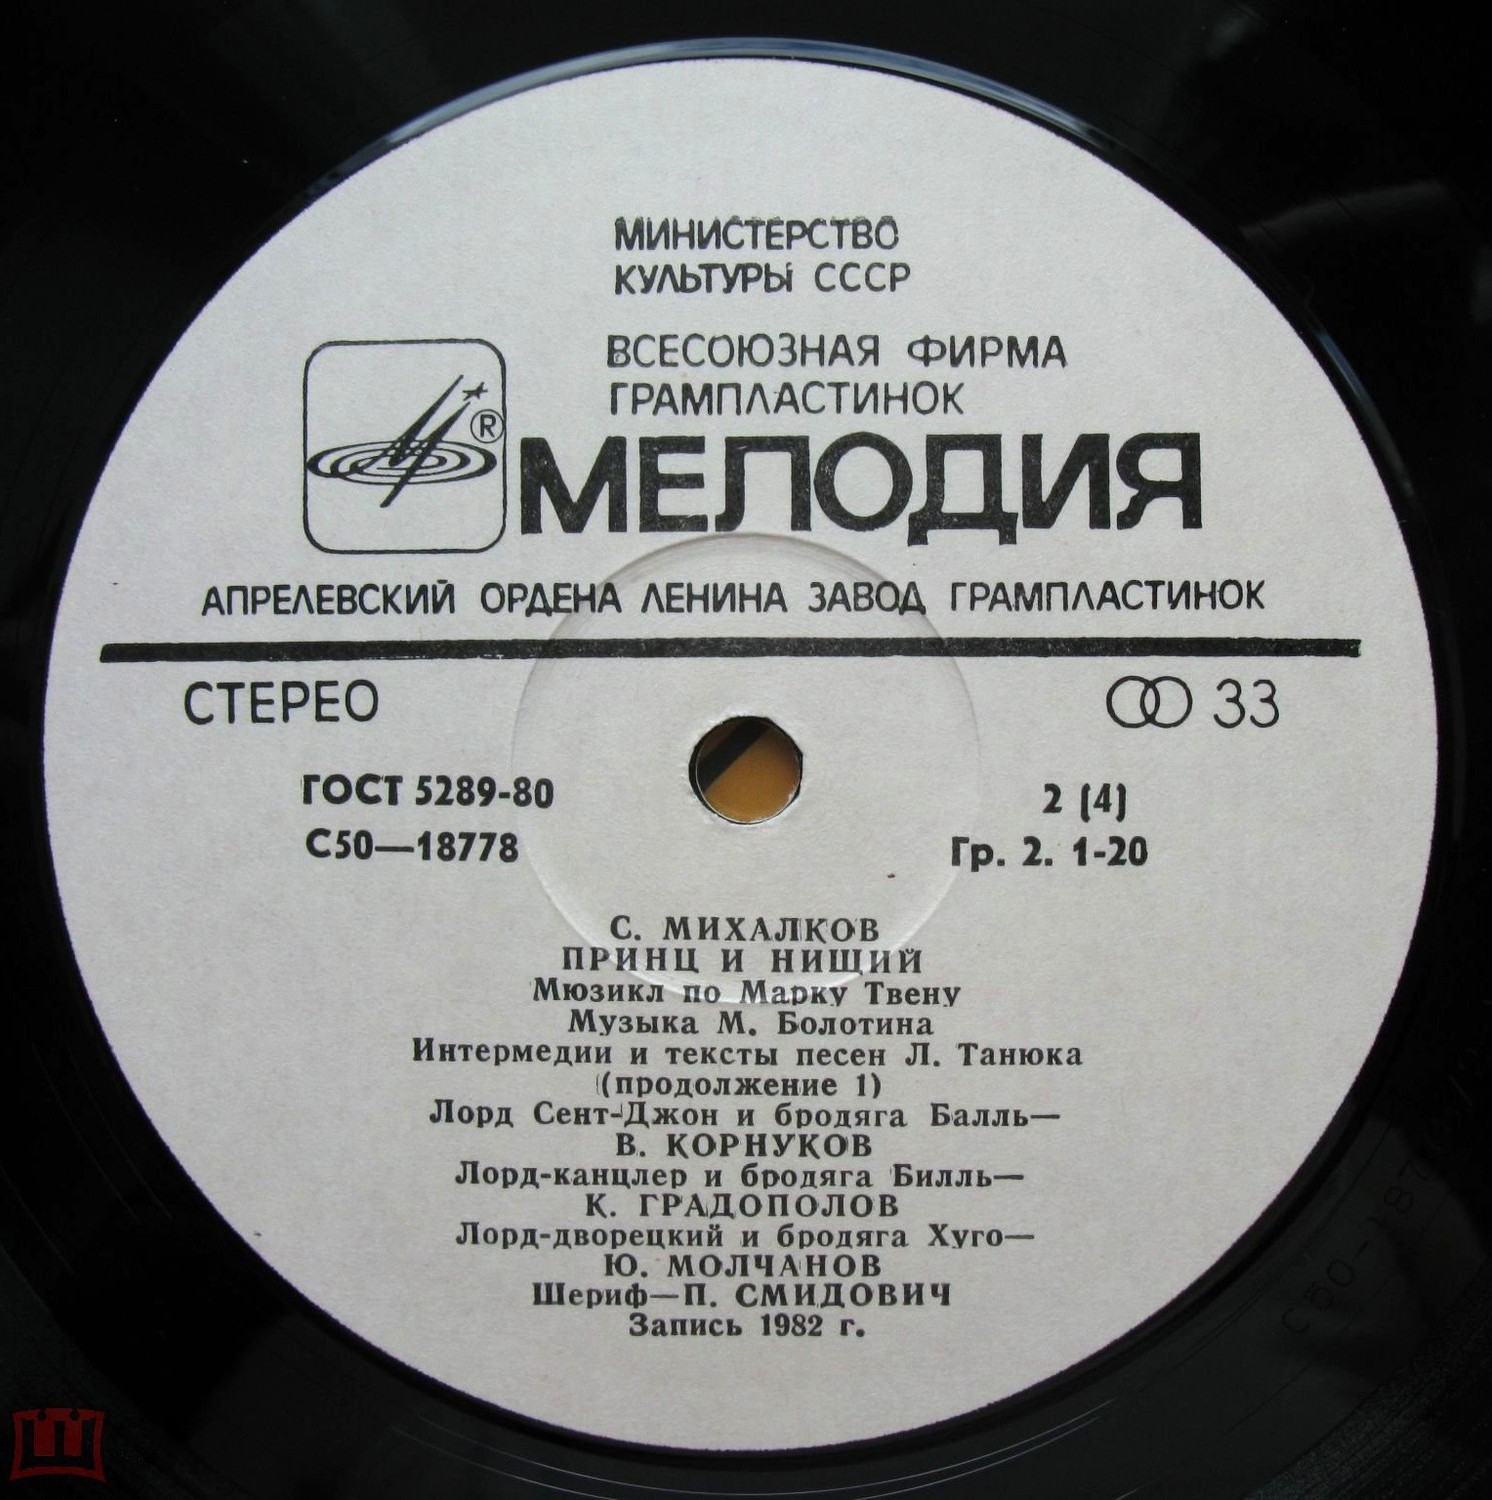 МИНИСТЕРСТВО
КУЛЬТУРЫ СССР
ВСЕСОЮЗНАЯ ФИРМА
ГРАМПЛАСТИНОК
®
МЕЛОДИЯ
АПРЕЛЕВСКИЙ ОРДЕНА ЛЕНИНА ЗАВОД ГРАМПЛАСТИНОК
СТЕРЕО
33
ГОСТ 5289-80
2 (4)
С50—18778
Гр. 2. 1-20
С. МИХАЛКОВ
ПРИНЦ И НИЩИЙ
Мюзикл по Марку Твену
Музыка М. Болотина
Интермедии и тексты песен Л. Танюка
(продолжение 1)
Лорд Сент-Джон и бродяга Балль—
В. КОРНУКОВ
Лорд-канцлер и бродяга Билль—
К. ГРАДОПОЛОВ
Лорд-дворецкий и бродяга Хуго—
Ю. МОЛЧАНОВ
Шериф—П. СМИДОВИЧ
Запись 1982 г.